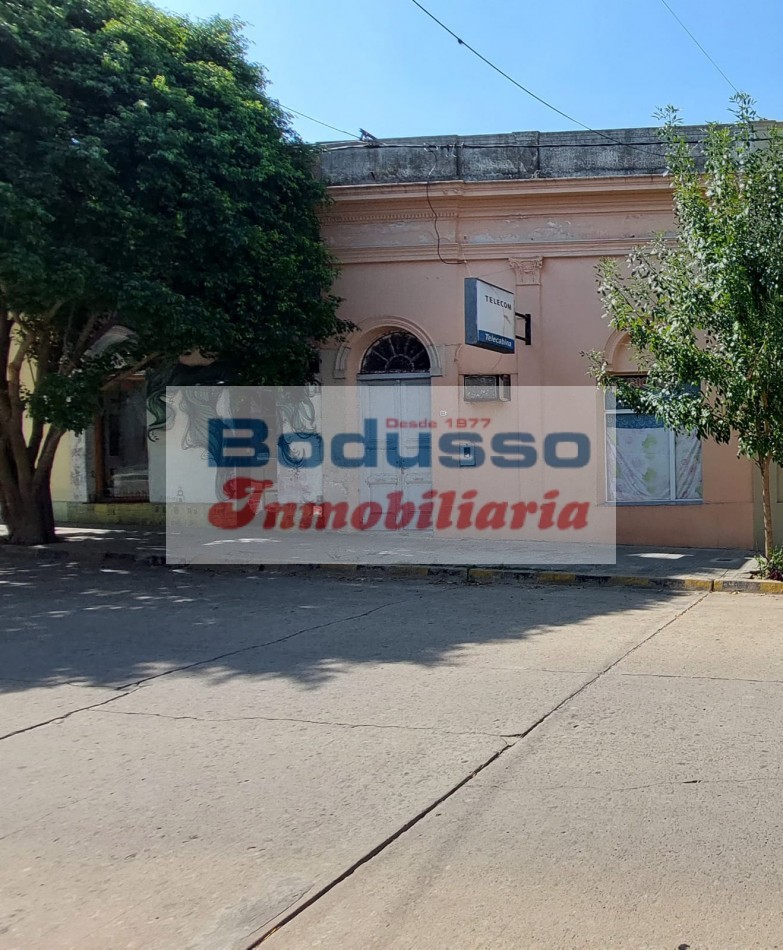 TELECOM
Telecabina
Desde 1977
Bodusso
Inmobiliaria